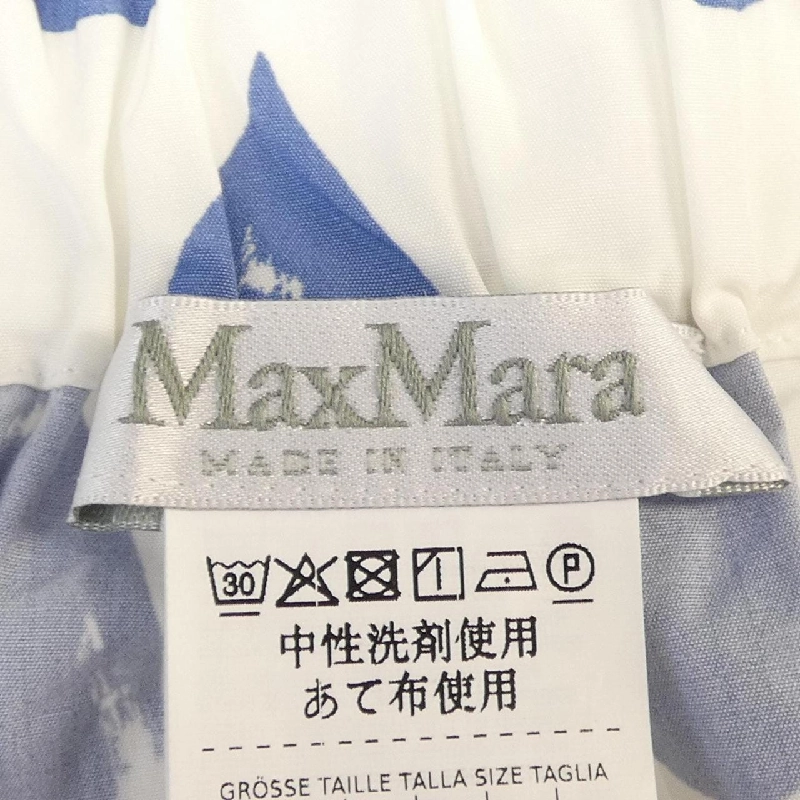 MaxMara
MADE IN ITALY
30 P
中性洗剤使用
あて布使用
GRÖSSE TAILLE TALLA SIZE TAGLIA